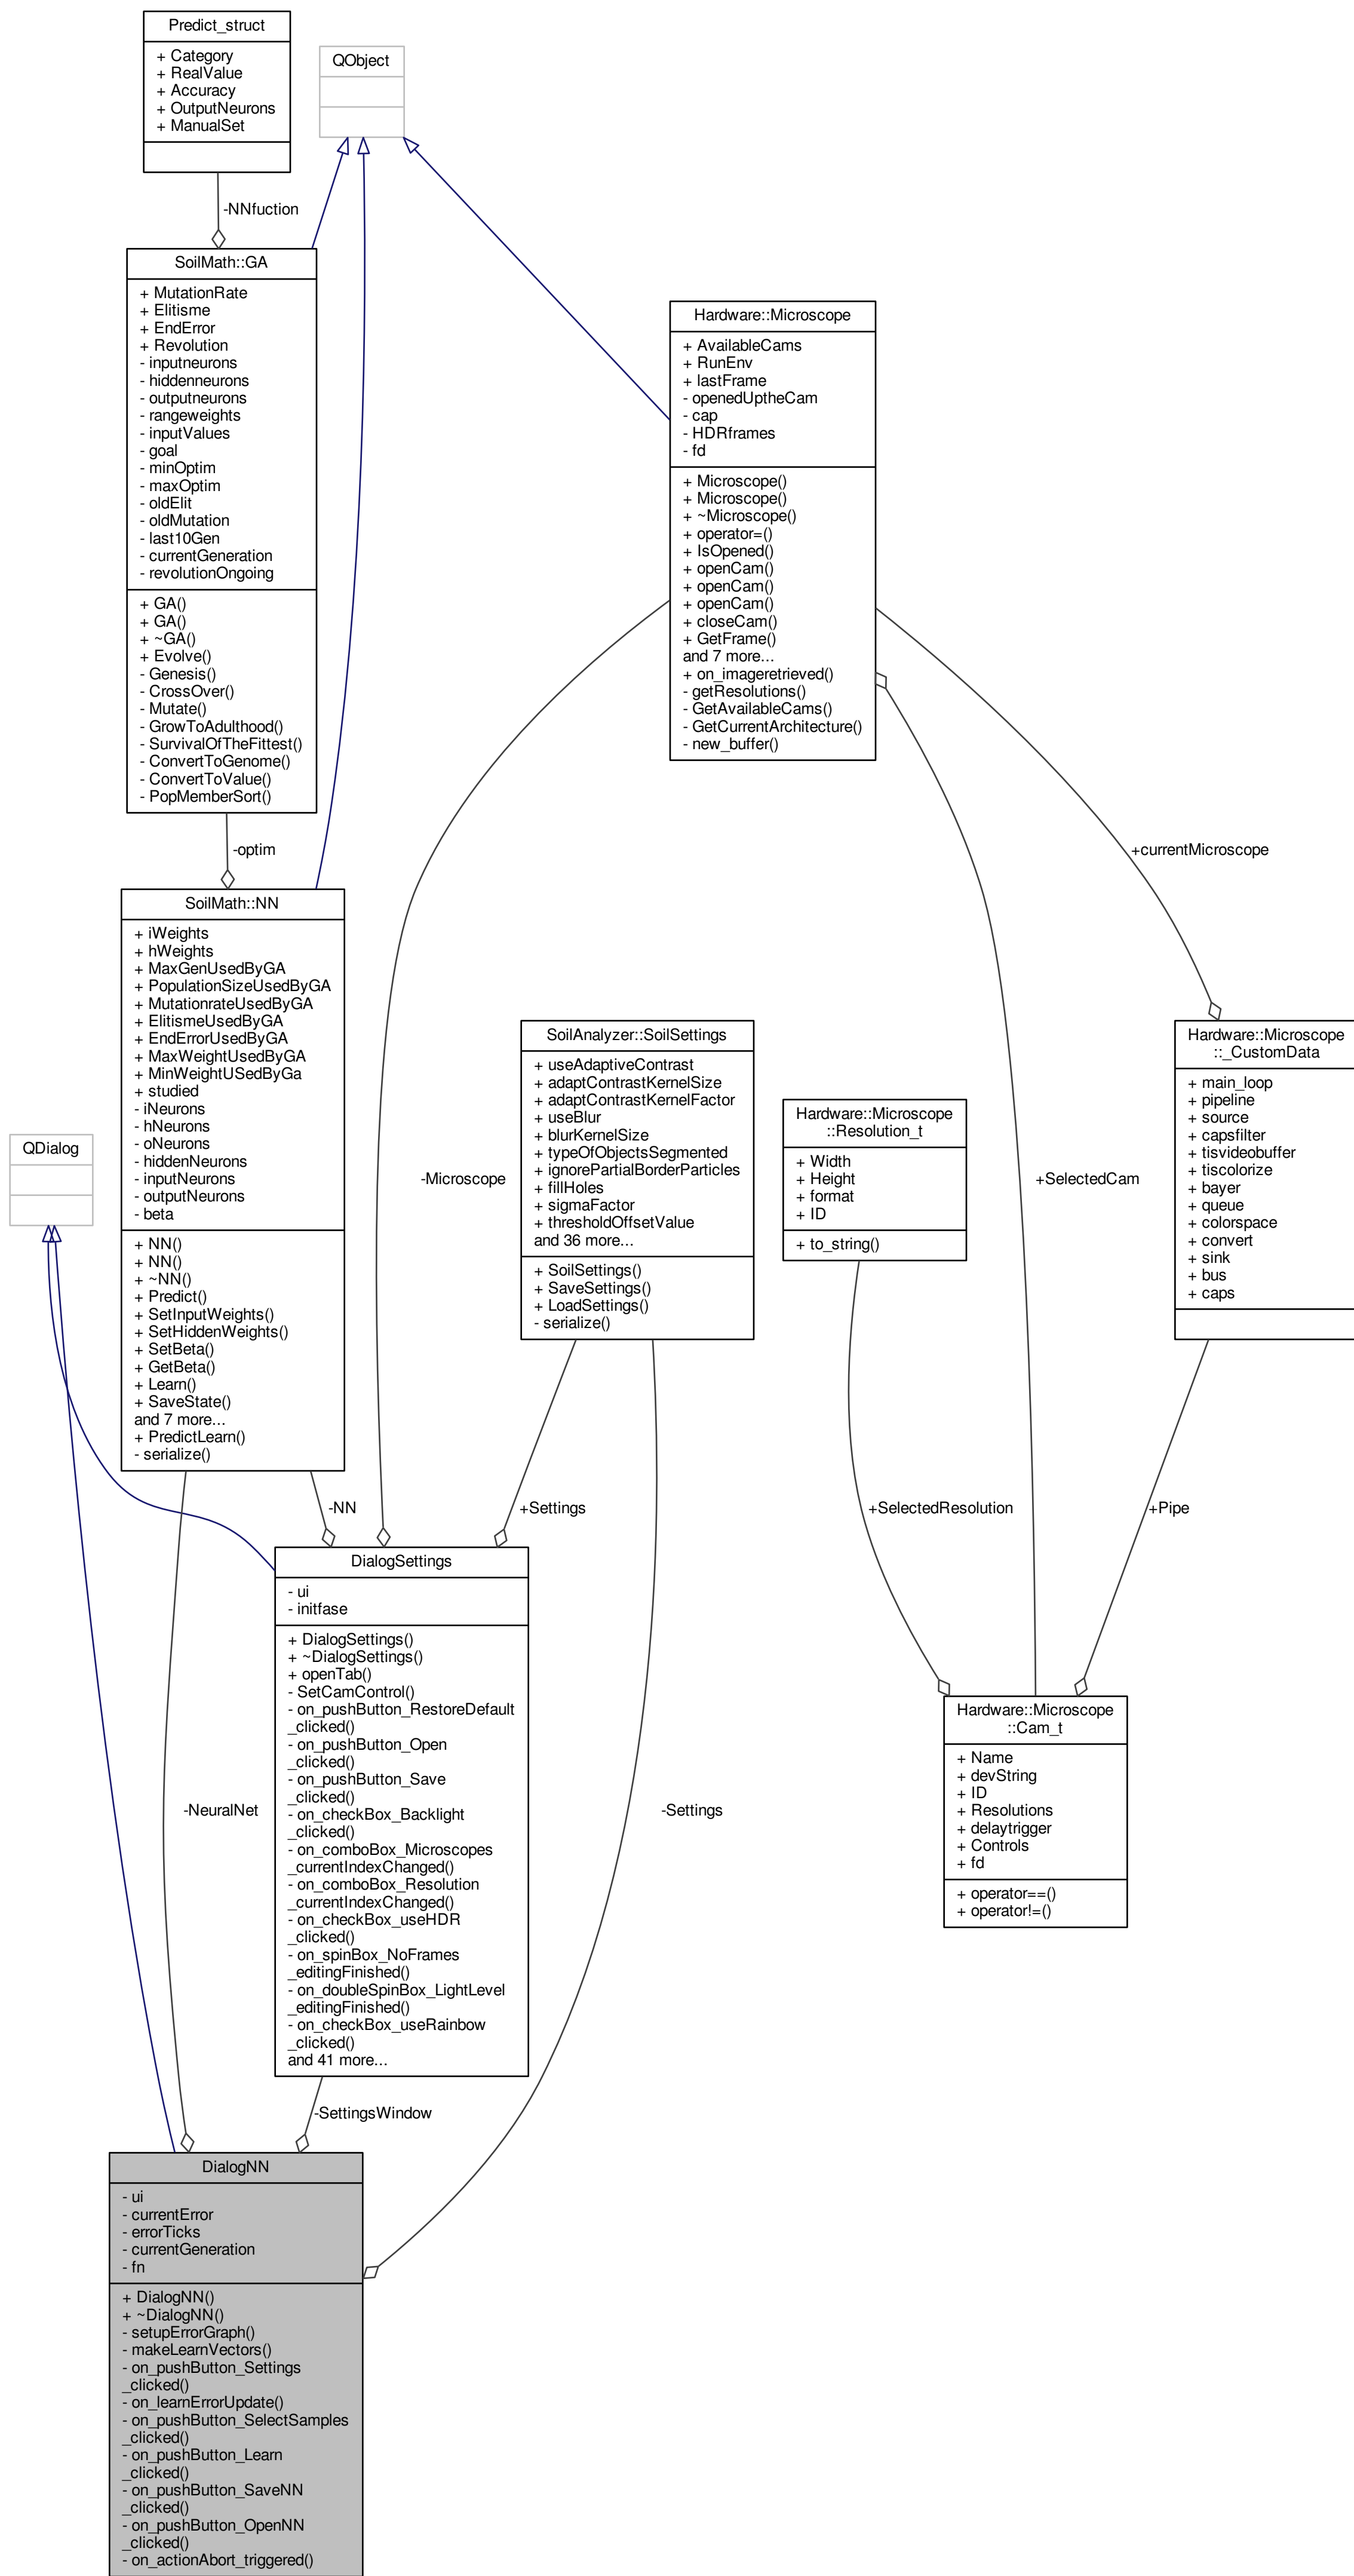 Predict_struct
+ Category
+ RealValue
+ Accuracy
+ OutputNeurons
+ ManualSet
QObject
-NNfuction
SoilMath::GA
+ MutationRate
+ Elitisme
+ EndError
+ Revolution
- inputneurons
- hiddenneurons
- outputneurons
- rangeweights
- inputValues
- goal
- minOptim
- maxOptim
- oldElit
- oldMutation
- last10Gen
- currentGeneration
- revolutionOngoing
+ GA()
+ GA()
+ ~GA()
+ Evolve()
- Genesis()
- CrossOver()
- Mutate()
- GrowToAdulthood()
- SurvivalOfTheFittest()
- ConvertToGenome()
- ConvertToValue()
- PopMemberSort()
Hardware::Microscope
+ AvailableCams
+ RunEnv
+ lastFrame
- openedUptheCam
- cap
- HDRframes
- fd
+ Microscope()
+ Microscope()
+ ~Microscope()
+ operator=()
+ IsOpened()
+ openCam()
+ openCam()
+ openCam()
+ closeCam()
+ GetFrame()
and 7 more...
+ on_imageretrieved()
- getResolutions()
- GetAvailableCams()
- GetCurrentArchitecture()
- new_buffer()
-optim
+currentMicroscope
SoilMath::NN
+ iWeights
+ hWeights
+ MaxGenUsedByGA
+ PopulationSizeUsedByGA
+ MutationrateUsedByGA
+ ElitismeUsedByGA
+ EndErrorUsedByGA
+ MaxWeightUsedByGA
+ MinWeightUSedByGa
+ studied
- iNeurons
- hNeurons
- oNeurons
- hiddenNeurons
- inputNeurons
- outputNeurons
- beta
+ NN()
+ NN()
+ ~NN()
+ Predict()
+ SetInputWeights()
+ SetHiddenWeights()
+ SetBeta()
+ GetBeta()
+ Learn()
+ SaveState()
and 7 more...
+ PredictLearn()
- serialize()
QDialog
-Microscope
SoilAnalyzer::SoilSettings
+ useAdaptiveContrast
+ adaptContrastKernelSize
+ adaptContrastKernelFactor
+ useBlur
+ blurKernelSize
+ typeOfObjectsSegmented
+ ignorePartialBorderParticles
+ fillHoles
+ sigmaFactor
+ thresholdOffsetValue
and 36 more...
+ SoilSettings()
+ SaveSettings()
+ LoadSettings()
- serialize()
Hardware::Microscope
::Resolution_t
+ Width
+ Height
+ format
+ ID
+ to_string()
+SelectedCam
Hardware::Microscope
::_CustomData
+ main_loop
+ pipeline
+ source
+ capsfilter
+ tisvideobuffer
+ tiscolorize
+ bayer
+ queue
+ colorspace
+ convert
+ sink
+ bus
+ caps
-NN
+Settings
+SelectedResolution
+Pipe
DialogSettings
- ui
- initfase
+ DialogSettings()
+ ~DialogSettings()
+ openTab()
- SetCamControl()
- on_pushButton_RestoreDefault
_clicked()
- on_pushButton_Open
_clicked()
- on_pushButton_Save
_clicked()
- on_checkBox_Backlight
_clicked()
- on_comboBox_Microscopes
_currentIndexChanged()
- on_comboBox_Resolution
_currentIndexChanged()
- on_checkBox_useHDR
_clicked()
- on_spinBox_NoFrames
_editingFinished()
- on_doubleSpinBox_LightLevel
_editingFinished()
- on_checkBox_useRainbow
_clicked()
and 41 more...
-NeuralNet
-Settings
Hardware::Microscope
::Cam_t
+ Name
+ devString
+ ID
+ Resolutions
+ delaytrigger
+ Controls
+ fd
+ operator==()
+ operator!=()
-SettingsWindow
DialogNN
- ui
- currentError
- errorTicks
- currentGeneration
- fn
+ DialogNN()
+ ~DialogNN()
- setupErrorGraph()
- makeLearnVectors()
- on_pushButton_Settings
_clicked()
- on_learnErrorUpdate()
- on_pushButton_SelectSamples
_clicked()
- on_pushButton_Learn
_clicked()
- on_pushButton_SaveNN
_clicked()
- on_pushButton_OpenNN
_clicked()
- on_actionAbort_triggered()